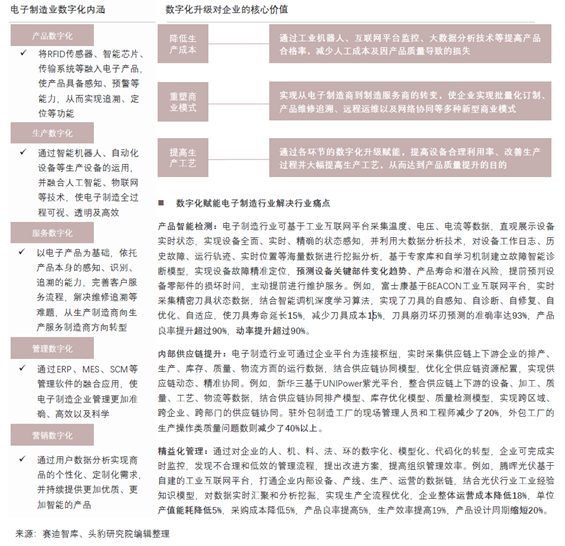 电子制造业数字化内涵
产品数字化
✓ 将RFID传感器、智能芯片、
传输系统等融入电子产品，
使产品具备感知、预警等
能力，从而实现追溯、定
位等功能
生产数字化
✓ 通过智能机器人、自动化
设备等生产设备的运用，
并融合人工智能、物联网
等技术，使电子制造全过
程可视、透明及高效
服务数字化
✓ 以电子产品为基础，依托
产品本身的感知、识别、
追溯的能力，完善客户服
务流程，解决维修追溯等
难题，从生产制造商向生
产服务制造商方向转型
管理数字化
✓ 通过ERP、MES、SCM等
管理软件的融合应用，使
电子制造企业管理更加准
确、高效以及科学
营销数字化
✓ 通过用户数据分析实现商
品的个性化、定制化需求，
并持续提供更加优质、更
加智能的产品
数字化升级对企业的核心价值
降低生
产成本
通过工业机器人、互联网平台监控、大数据分析技术等提高产品
合格率，减少人工成本及因产品质量导致的损失
重塑商
业模式
实现从电子制造商到制造服务商的转变，使企业实现批量化订制、
产品维修追溯、远程运维以及网络协同等多种新型商业模式
提高生
产工艺
通过各环节的数字化升级赋能，提高设备合理利用率、改善生产
过程并大幅提高生产工艺，从而达到产品质量提升的目的
■ 数字化赋能电子制造行业解决行业痛点
产品智能检测：电子制造行业可基于工业互联网平台采集温度、电压、电流等数据，直观展示设备
实时状态，实现设备全面、实时、精确的状态感知，并利用大数据分析技术，对设备工作日志、历
史故障、运行轨迹、实时位置等海量数据进行挖掘分析，基于专家库和自学习机制建立故障智能诊
断模型，实现设备故障精准定位，预测设备关键部件变化趋势、产品寿命和潜在风险，提前预判设
备零部件的损坏时间，主动提前进行维护服务。例如，富士康基于BEACON工业互联网平台，实时
采集精密刀具状态数据，结合智调机深度学习算法，实现了刀具的自感知、自诊断、自修复、自
优化、自适应，使刀具寿命延长15%，减少刀具成本15%，刀具崩刃坏刃预测的准确率达93%，产品
良率提升超过90%，动率提升超过90%。
内部供应链提升：电子制造行业可通过企业平台为连接枢纽，实时采集供应链上下游企业的排产、
生产、库存、质量、物流方面的运行数据，结合供应链协同模型，优化全供应链资源配置，实现供
应链动态、精准协同。例如，新华三基于UNIPower紫光平台，整合供应链上下游的设备、加工、质
量、工艺、物流等数据，结合供应链协同排产模型、库存优化模型、质量检测模型，实现跨区域、
跨企业、跨部门的供应链协同。驻外包制造工厂的现场管理人员和工程师减少了20%，外包工厂的
生产操作类质量问题数则减少了40%以上。
精益化管理：通过对企业的人、机、料、法、环的数字化、模型化、代码化的转型，企业可完成实
时监控，发现不合理和低效的管理流程，提出改进方案，提高组织管理效率。例如，腾晖光伏基于
自建的工业互联网平台，打通企业内部设备、产线、生产、运营的数据链，结合光伏行业工业经验
知识模型，对数据实时汇聚和分析挖掘，实现生产全流程优化，企业整体运营成本降低18%，单位
产值能耗降低5%，采购成本降低5%，产品良率提高5%，生产效率提高19%，产品设计周期缩短20%。
来源：赛迪智库、头豹研究院编辑整理